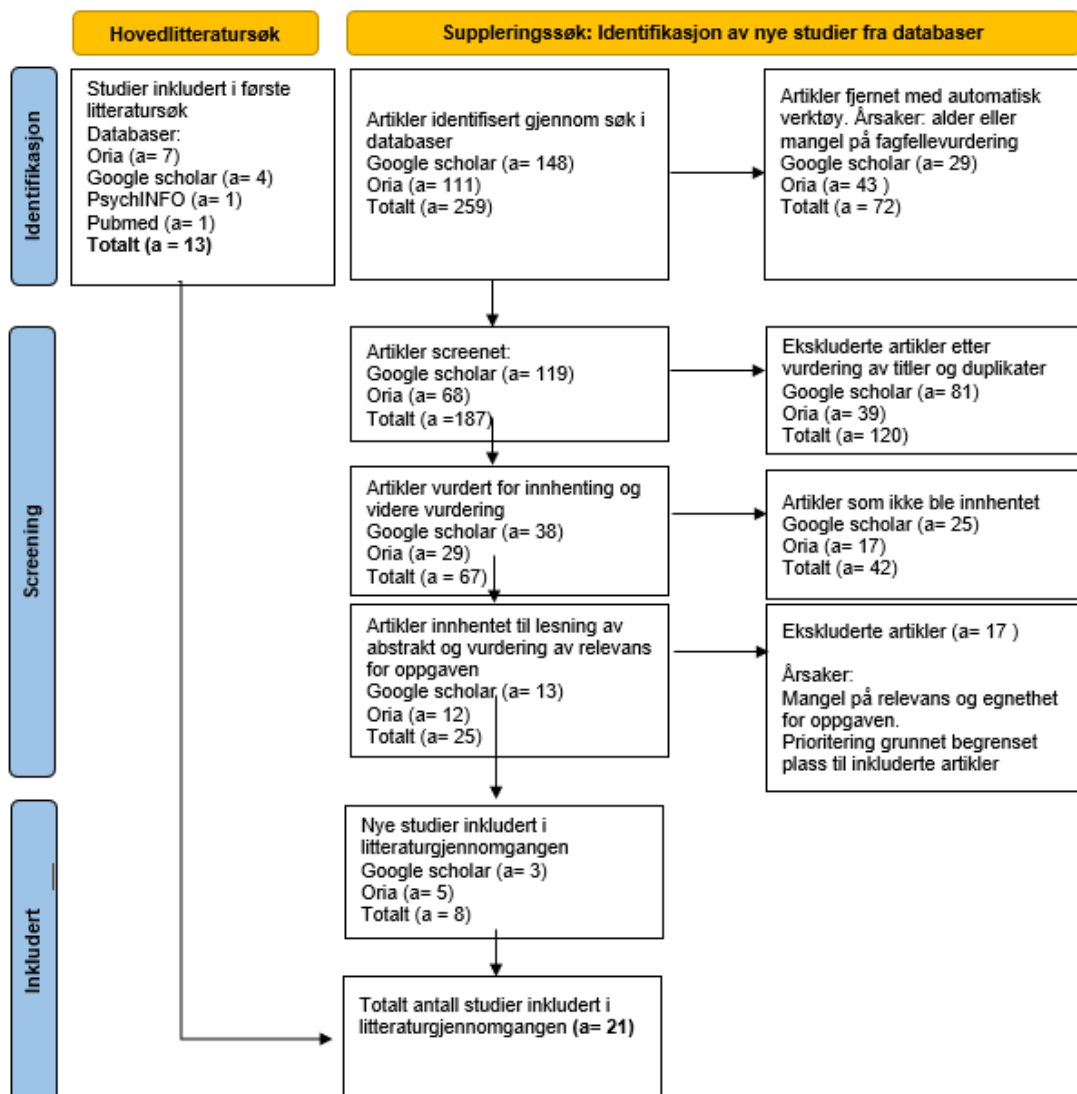 Hovedlitteratursøk
Suppleringssøk: Identifikasjon av nye studier fra databaser
Identifikasjon
Studier inkludert i første
litteratursøk
Databaser:
Oria (a= 7)
Google scholar (a= 4)
PsychINFO (a= 1)
Pubmed (a= 1)
Totalt (a = 13)
Artikler identifisert gjennom søk i
databaser
Google scholar (a= 148)
Oria (a= 111)
Totalt (a= 259)
Artikler fjernet med automatisk
verktøy. Årsaker: alder eller
mangel på fagfellevurdering
Google scholar (a= 29)
Oria (a= 43 )
Totalt (a = 72)
Screening
Artikler screenet:
Google scholar (a= 119)
Oria (a= 68)
Totalt (a =187)
Ekskluderte artikler etter
vurdering av titler og duplikater
Google scholar (a= 81)
Oria (a= 39)
Totalt (a= 120)
Artikler vurdert for innhenting og
videre vurdering
Google scholar (a= 38)
Oria (a= 29)
Totalt (a = 67)
Artikler som ikke ble innhentet
Google scholar (a= 25)
Oria (a= 17)
Totalt (a= 42)
Artikler innhentet til lesning av
abstrakt og vurdering av relevans
for oppgaven
Google scholar (a= 13)
Oria (a= 12)
Totalt (a= 25)
Ekskluderte artikler (a= 17 )
Årsaker:
Mangel på relevans og egnethet
for oppgaven.
Prioritering grunnet begrenset
plass til inkluderte artikler
Inkludert
Nye studier inkludert i
litteraturgjennomgangen
Google scholar (a= 3)
Oria (a= 5)
Totalt (a = 8)
Totalt antall studier inkludert i
litteraturgjennomgangen (a= 21)